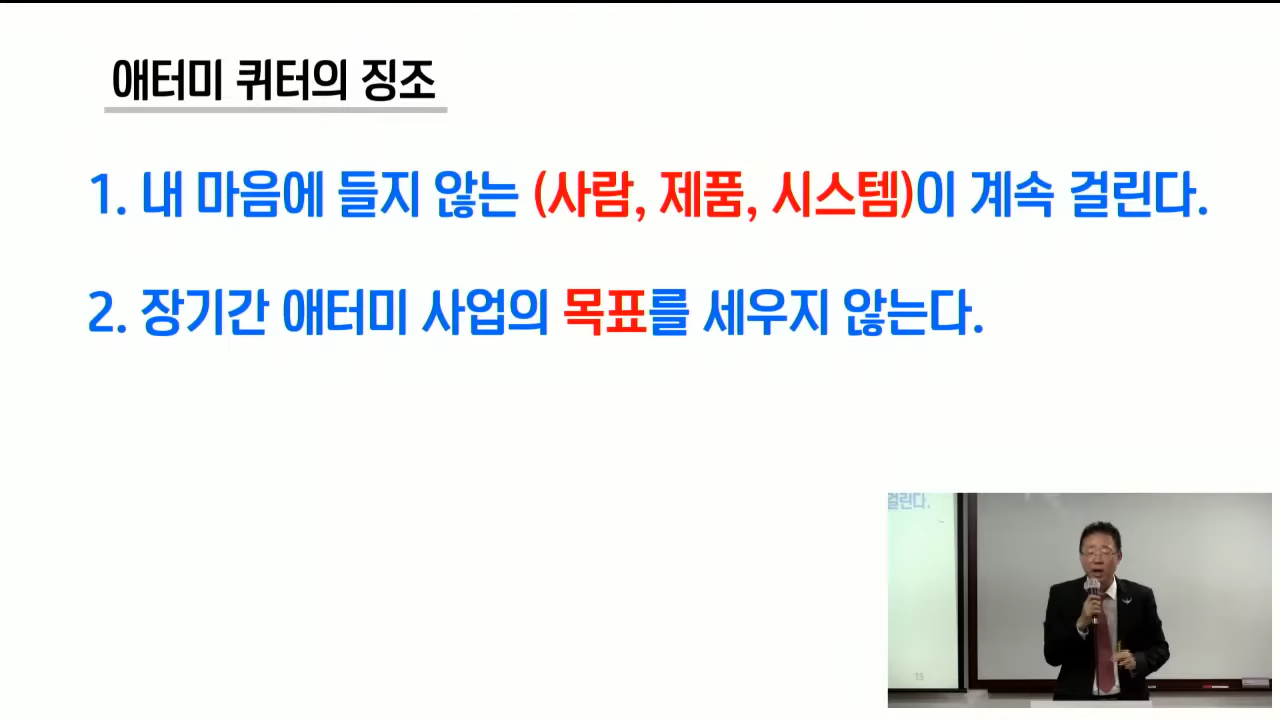 애터미 퀴터의 징조
1. 내 마음에 들지 않는 (사람, 제품, 시스템)이 계속 걸린다.
2. 장기간 애터미 사업의 목표를 세우지 않는다.
걸린다.
15